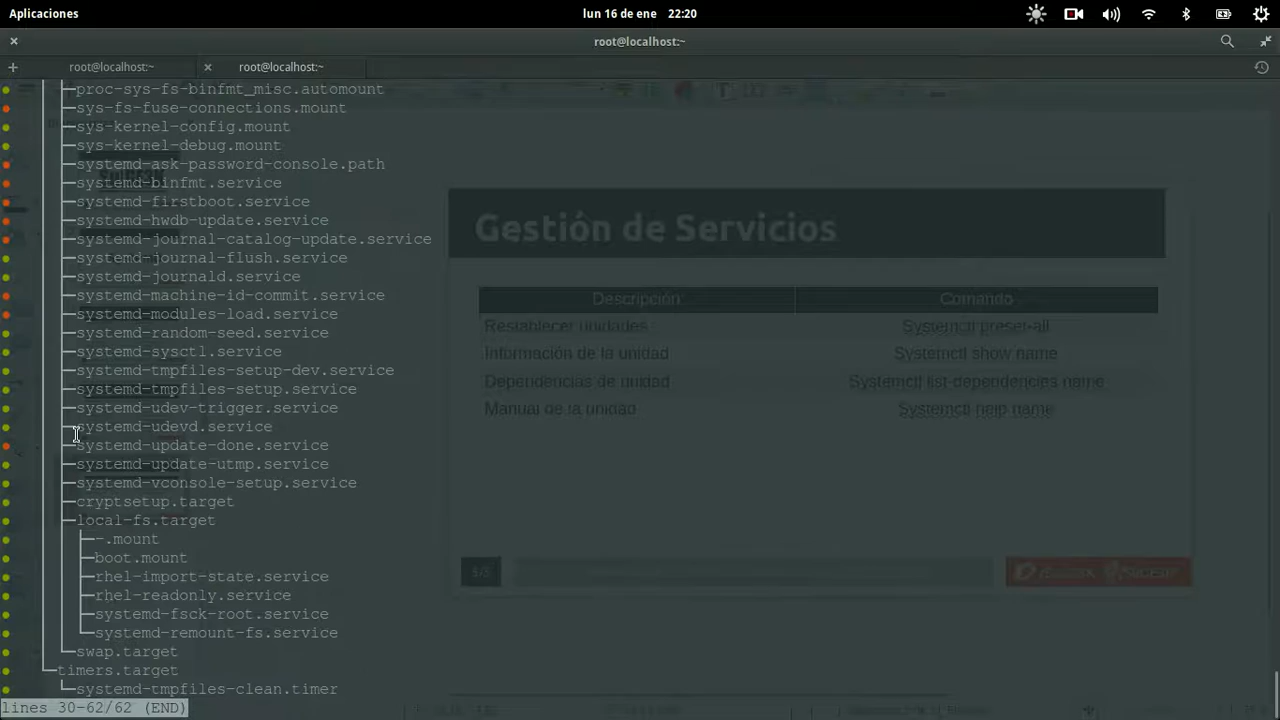 Aplicaciones
lun 16 de ene 22:20
root@localhost:~
root@localhost:~
root@localhost:~
proc-sys-fs-binfmt_misc.automount
sys-fs-fuse-connections.mount
sys-kernel-config.mount
sys-kernel-debug.mount
systemd-ask-password-console.path
systemd-binfmt.service
systemd-firstboot.service
systemd-hwdb-update.service
systemd-journal-catalog-update.service
systemd-journal-flush.service
systemd-journald.service
systemd-machine-id-commit.service
systemd-modules-load.service
systemd-random-seed.service
systemd-sysctl.service
systemd-tmpfiles-setup-dev.service
systemd-tmpfiles-setup.service
systemd-udev-trigger.service
systemd-udevd.service
systemd-update-done.service
systemd-update-utmp.service
systemd-vconsole-setup.service
cryptsetup.target
local-fs.target
-.mount
boot.mount
rhel-import-state.service
rhel-readonly.service
systemd-fsck-root.service
systemd-remount-fs.service
swap.target
timers.target
systemd-tmpfiles-clean.timer
lines 30-62/62 (END)
Gestión de Servicios
Descripción Comando
Restablecer unidades Systemctl preset-all
Información de la unidad Systemctl show name
Dependencias de unidad Systemctl list-dependencies name
Manual de la unidad Systemctl help name